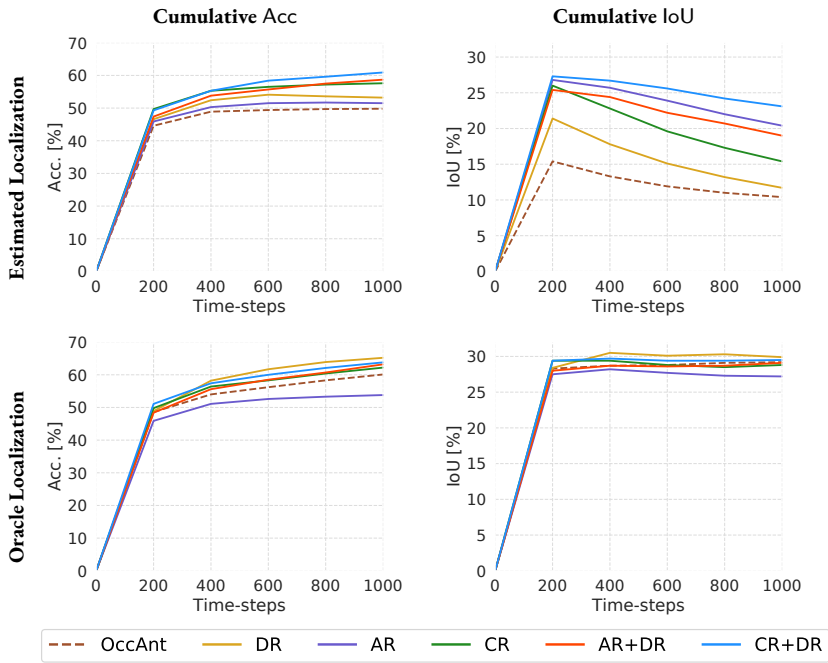 Cumulative Acc
Cumulative IoU
Estimated Localization
Acc. [%]
70
60
50
40
30
20
10
0
0 200 400 600 800 1000
Time-steps
IoU [%]
30
25
20
15
10
5
0
0 200 400 600 800 1000
Time-steps
Oracle Localization
Acc. [%]
70
60
50
40
30
20
10
0
0 200 400 600 800 1000
Time-steps
IoU [%]
30
25
20
15
10
5
0
0 200 400 600 800 1000
Time-steps
OccAnt DR AR CR AR+DR CR+DR